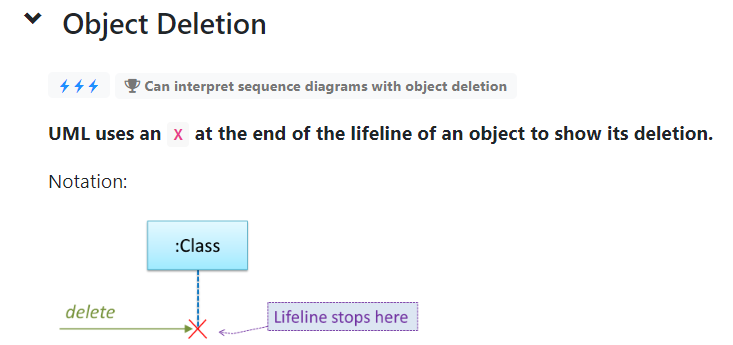 Object Deletion
Can interpret sequence diagrams with object deletion
UML uses an X at the end of the lifeline of an object to show its deletion.
Notation:
:Class
delete
Lifeline stops here